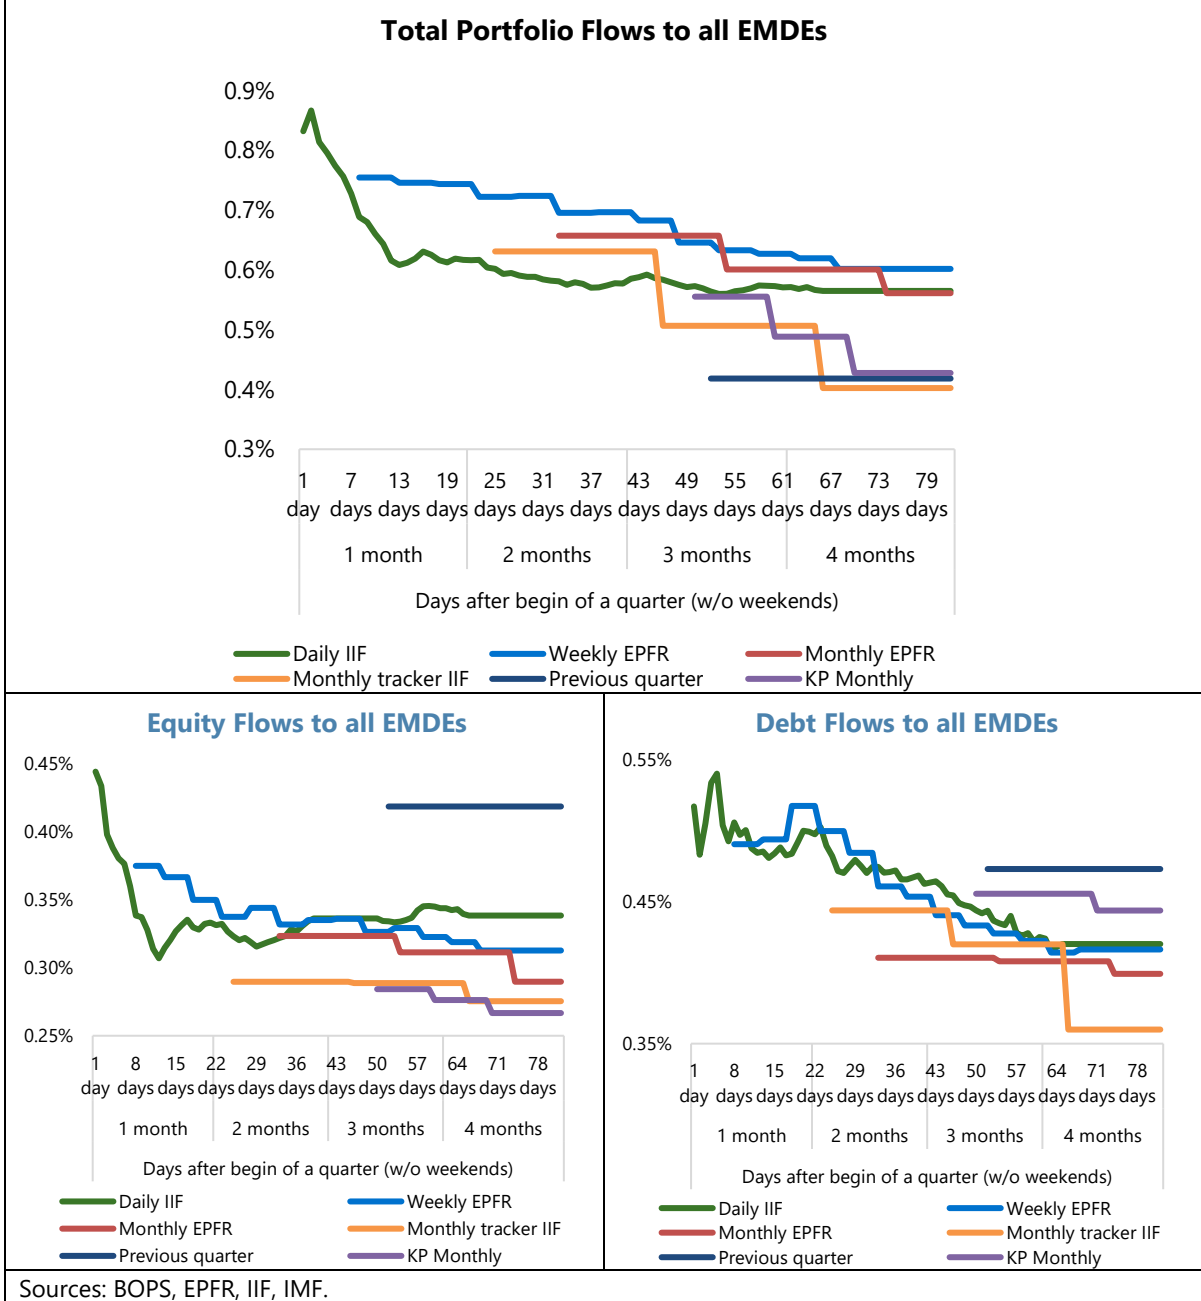 Total Portfolio Flows to all EMDEs
0.9%
0.8%
0.7%
0.6%
0.5%
0.4%
0.3%
1 7 13 19 25 31 37 43 49 55 61 67 73 79
day days days days days days days days days days days days days days
1 month 2 months 3 months 4 months
Days after begin of a quarter (w/o weekends)
Daily IIF Weekly EPFR Monthly EPFR
Monthly tracker IIF Previous quarter KP Monthly
Equity Flows to all EMDEs
0.45%
0.40%
0.35%
0.30%
0.25%
1 8 15 22 29 36 43 50 57 64 71 78
day days days days days days days days days days days days
1 month 2 months 3 months 4 months
Days after begin of a quarter (w/o weekends)
Daily IIF Weekly EPFR
Monthly EPFR Monthly tracker IIF
Previous quarter KP Monthly
Debt Flows to all EMDEs
0.55%
0.45%
0.35%
1 8 15 22 29 36 43 50 57 64 71 78
day days days days days days days days days days days days
1 month 2 months 3 months 4 months
Days after begin of a quarter (w/o weekends)
Daily IIF Weekly EPFR
Monthly EPFR Monthly tracker IIF
Previous quarter KP Monthly
Sources: BOPS, EPFR, IIF, IMF.